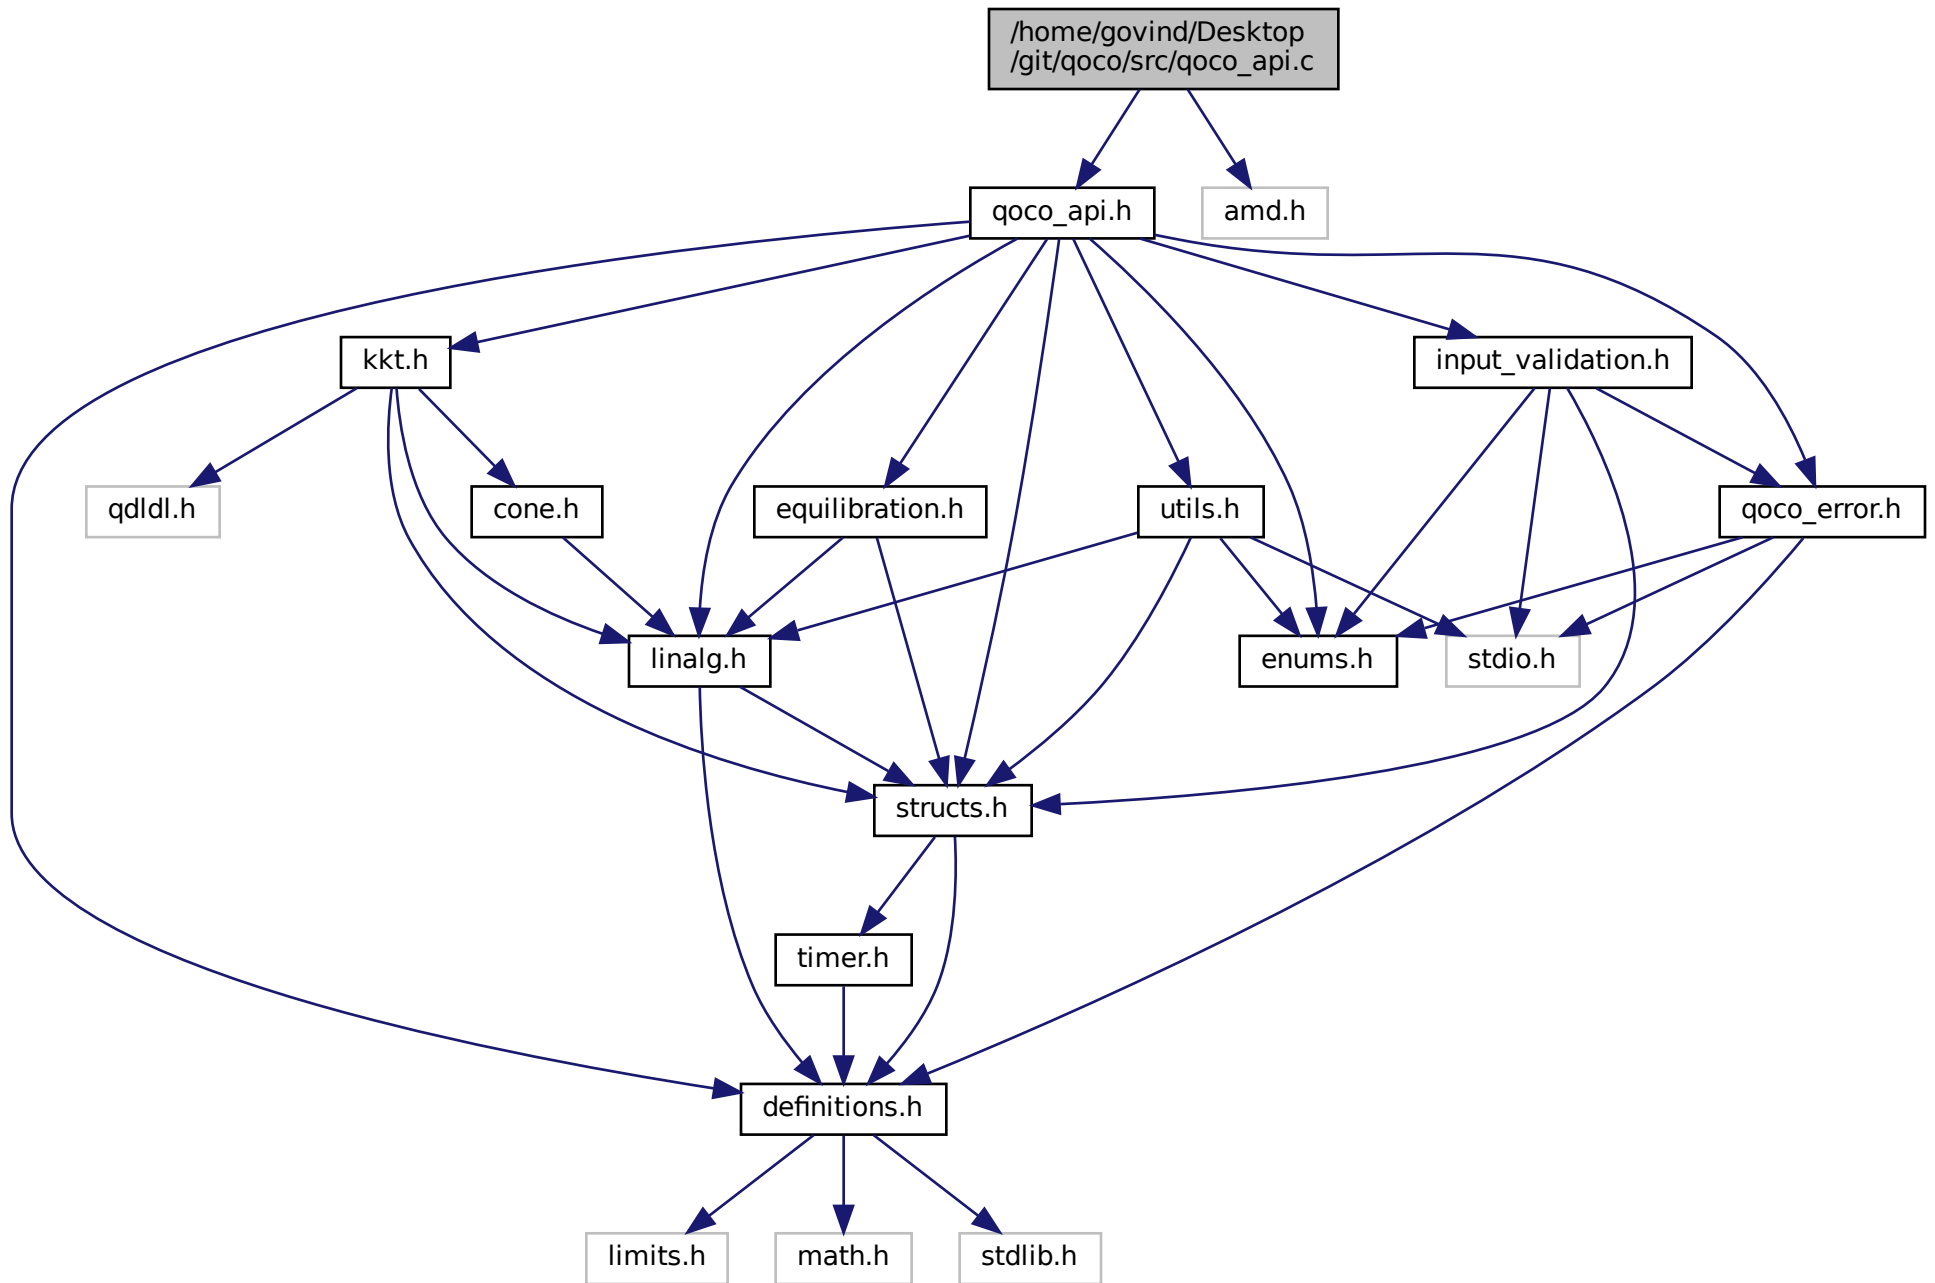 /home/govind/Desktop
/git/qoco/src/qoco_api.c
qoco_api.h
amd.h
kkt.h
input_validation.h
qdldl.h
cone.h
equilibration.h
utils.h
qoco_error.h
linalg.h
enums.h
stdio.h
structs.h
timer.h
definitions.h
limits.h
math.h
stdlib.h